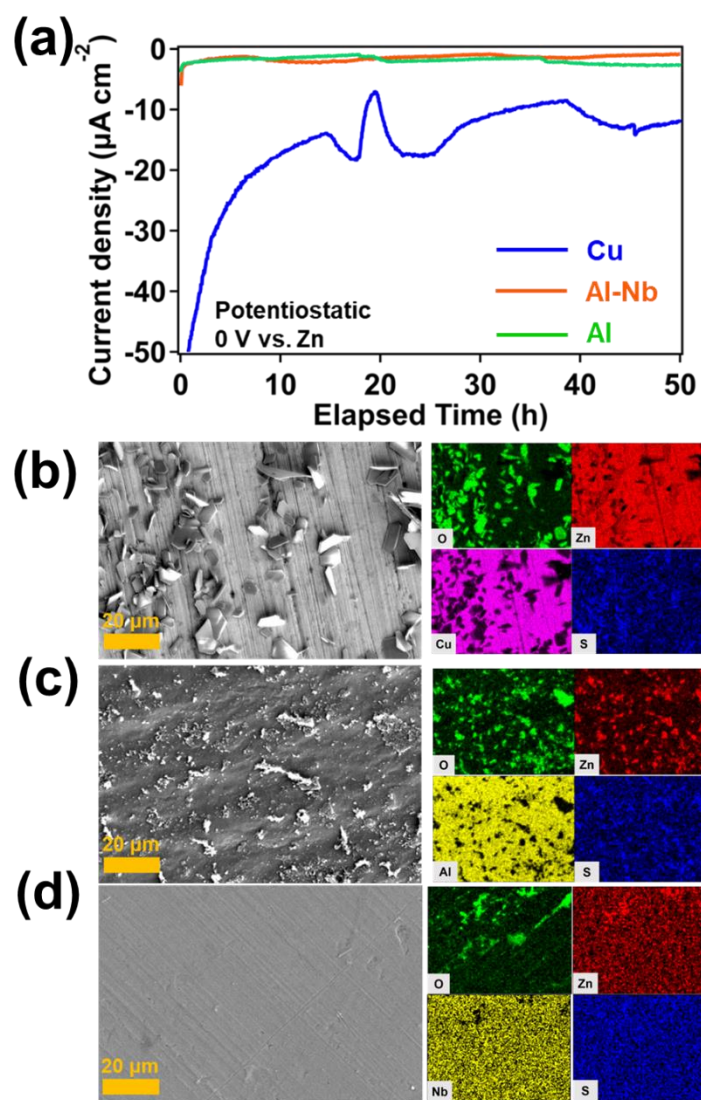 (a)
Current density (µA cm-2)
0
-10
-20
-30
-40
-50
Potentiostatic
0 V vs. Zn
Cu
Al-Nb
Al
0 10 20 30 40 50
Elapsed Time (h)
(b)
20 µm
O Zn
Cu S
(c)
20 µm
O Zn
Al S
(d)
20 µm
O Zn
Nb S